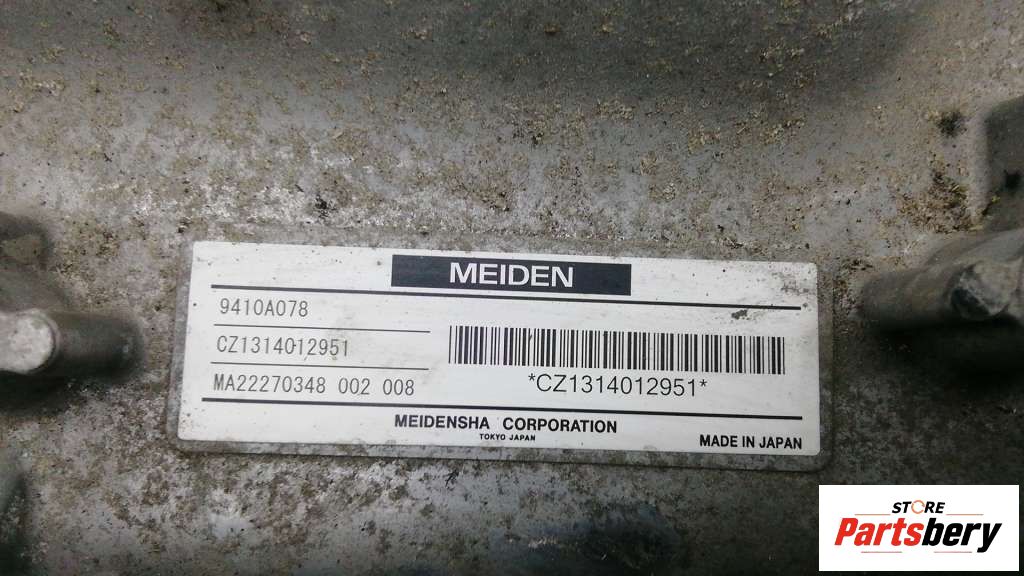 MEIDEN
9410A078
CZ1314012951
MA22270348 002 008
*CZ1314012951*
MEIDENSHA CORPORATION
TOKYO JAPAN
MADE IN JAPAN
STORE
Partsbery